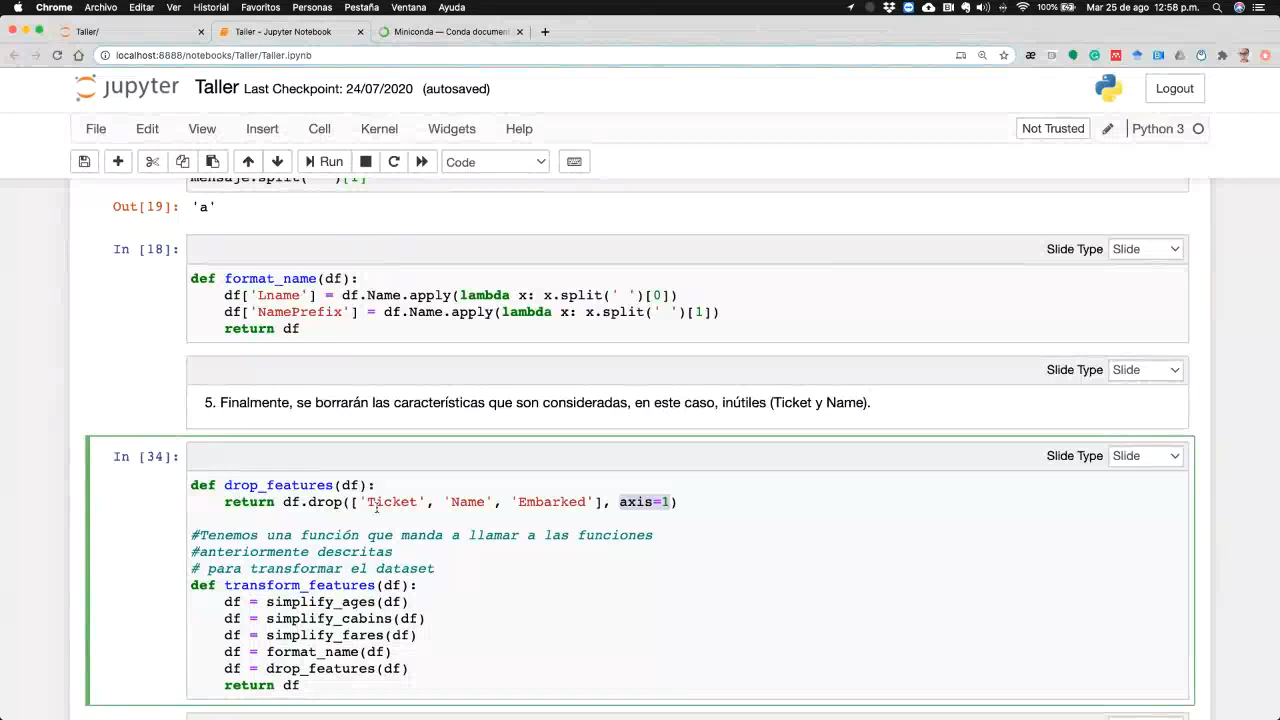 Chrome Archivo Editar Ver Historial Favoritos Personas Pestaña Ventana Ayuda 100% Mar 25 de ago 12:58 p.m.
Taller/ Taller - Jupyter Notebook Miniconda — Conda document
localhost:8888/notebooks/Taller/Taller.ipynb
jupyter Taller Last Checkpoint: 24/07/2020 (autosaved) Logout
File Edit View Insert Cell Kernel Widgets Help Not Trusted Python 3
Run Code
mensaje.split(' ')[1]
Out[19]: 'a'
In [18]: Slide Type Slide
def format_name(df):
df['Lname'] = df.Name.apply(lambda x: x.split(' ')[0])
df['NamePrefix'] = df.Name.apply(lambda x: x.split(' ')[1])
return df
Slide Type Slide
5. Finalmente, se borrarán las características que son consideradas, en este caso, inútiles (Ticket y Name).
In [34]: Slide Type Slide
def drop_features(df):
return df.drop(['Ticket', 'Name', 'Embarked'], axis=1)
#Tenemos una función que manda a llamar a las funciones
#anteriormente descritas
# para transformar el dataset
def transform_features(df):
df = simplify_ages(df)
df = simplify_cabins(df)
df = simplify_fares(df)
df = format_name(df)
df = drop_features(df)
return df